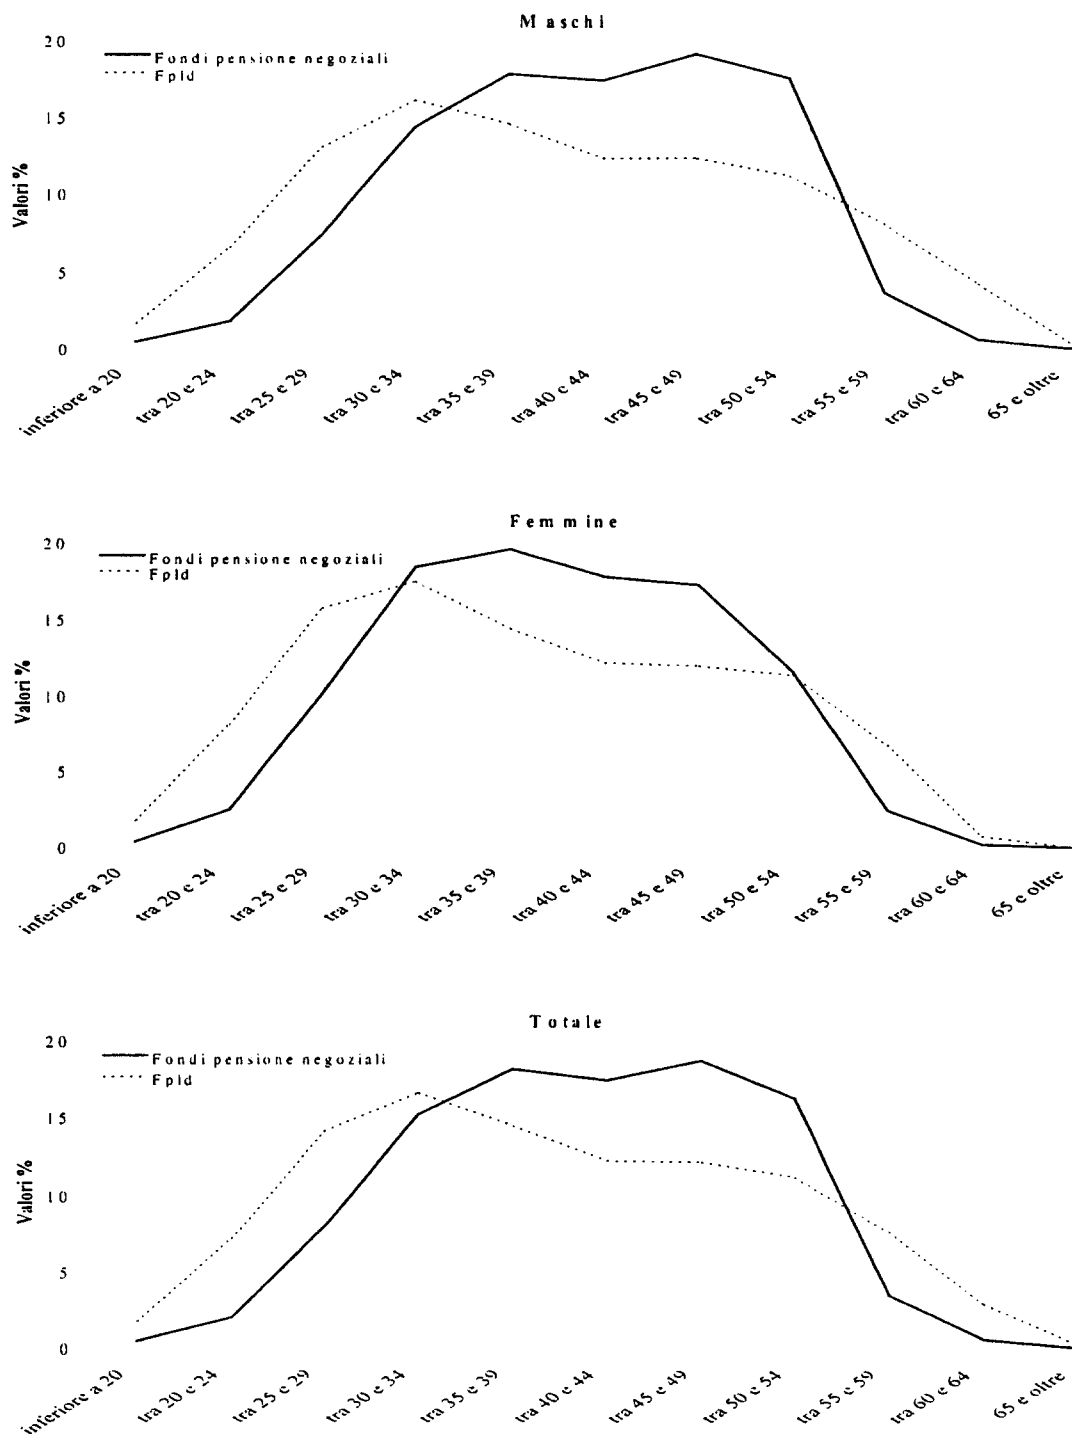 Maschi
20
Fondi pensione negoziali
Fpld
15
10
5
0
Valori %
inferiore a 20
tra 20 e 24
tra 25 e 29
tra 30 e 34
tra 35 e 39
tra 40 e 44
tra 45 e 49
tra 50 e 54
tra 55 e 59
tra 60 e 64
65 e oltre
Femmine
20
Fondi pensione negoziali
Fpld
15
10
5
0
Valori %
inferiore a 20
tra 20 e 24
tra 25 e 29
tra 30 e 34
tra 35 e 39
tra 40 e 44
tra 45 e 49
tra 50 e 54
tra 55 e 59
tra 60 e 64
65 e oltre
Totale
20
Fondi pensione negoziali
Fpld
15
10
5
0
Valori %
inferiore a 20
tra 20 e 24
tra 25 e 29
tra 30 e 34
tra 35 e 39
tra 40 e 44
tra 45 e 49
tra 50 e 54
tra 55 e 59
tra 60 e 64
65 e oltre